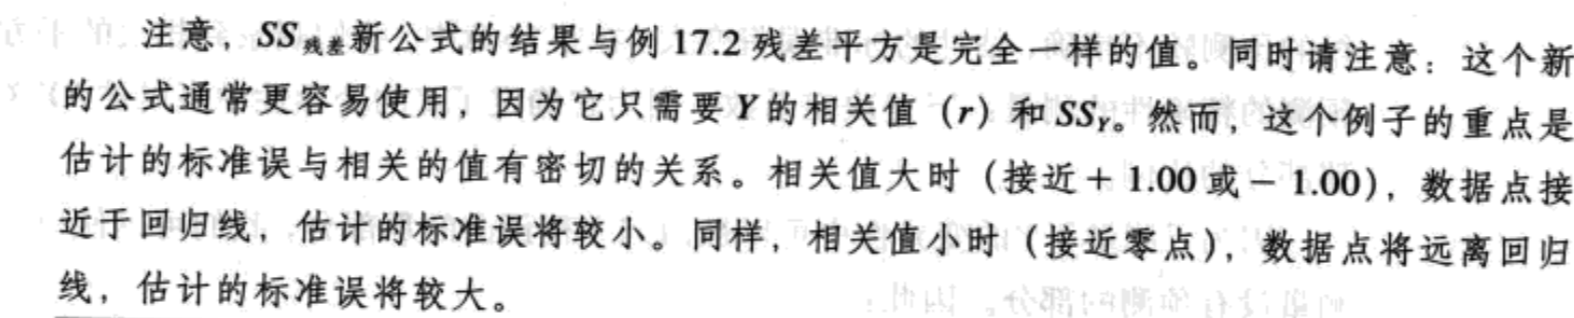 注意，SS残差新公式的结果与例 17.2 残差平方是完全一样的值。同时请注意：这个新
的公式通常更容易使用，因为它只需要 Y 的相关值（r）和 SSY。然而，这个例子的重点是
估计的标准误与相关的值有密切的关系。相关值大时（接近＋ 1.00 或－ 1.00），数据点接
近于回归线，估计的标准误将较小。同样，相关值小时（接近零点），数据点将远离回归
线，估计的标准误将较大。